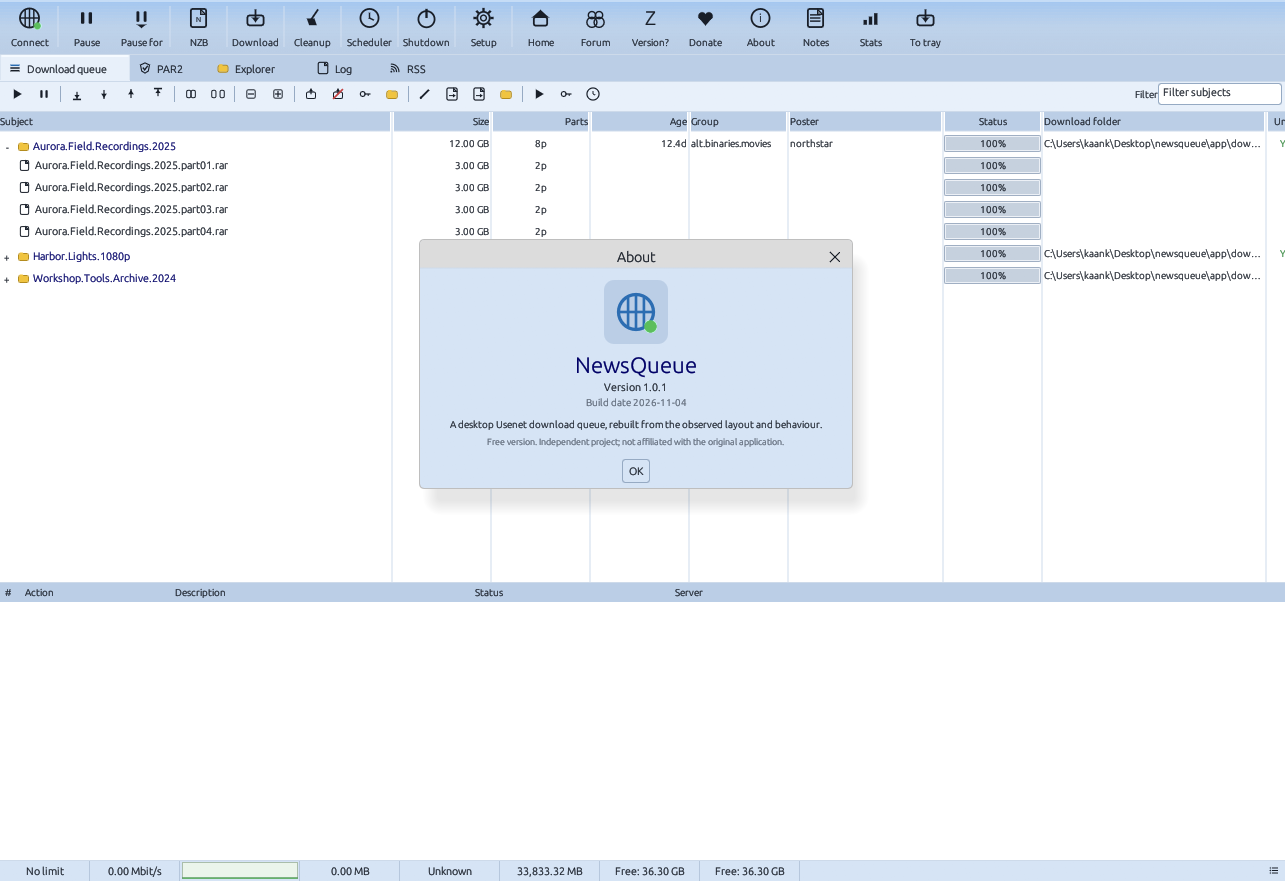 Connect Pause Pause for NZB Download Cleanup Scheduler Shutdown Setup Home Forum Version? Donate About Notes Stats To tray
Download queue PAR2 Explorer Log RSS
Filter Filter subjects
Subject Size Parts Age Group Poster Status Download folder Un
- Aurora.Field.Recordings.2025 12.00 GB 8p 12.4d alt.binaries.movies northstar 100% C:\Users\kaank\Desktop\newsqueue\app\dow... Y
Aurora.Field.Recordings.2025.part01.rar 3.00 GB 2p 100%
Aurora.Field.Recordings.2025.part02.rar 3.00 GB 2p 100%
Aurora.Field.Recordings.2025.part03.rar 3.00 GB 2p 100%
Aurora.Field.Recordings.2025.part04.rar 3.00 GB 2p 100%
+ Harbor.Lights.1080p 100% C:\Users\kaank\Desktop\newsqueue\app\dow... Y
+ Workshop.Tools.Archive.2024 100% C:\Users\kaank\Desktop\newsqueue\app\dow...
About
NewsQueue
Version 1.0.1
Build date 2026-11-04
A desktop Usenet download queue, rebuilt from the observed layout and behaviour.
Free version. Independent project; not affiliated with the original application.
OK
# Action Description Status Server
No limit 0.00 Mbit/s 0.00 MB Unknown 33,833.32 MB Free: 36.30 GB Free: 36.30 GB